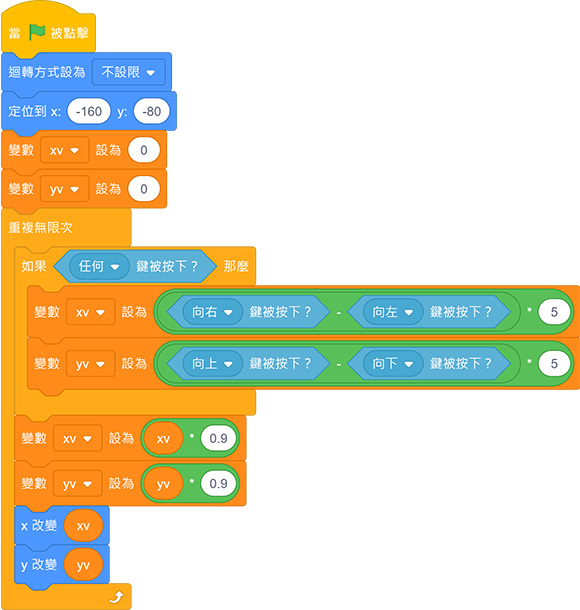 當 被點擊
迴轉方式設為 不設限
定位到 x: -160 y: -80
變數 xv 設為 0
變數 yv 設為 0
重複無限次
如果 任何 鍵被按下？ 那麼
變數 xv 設為 向右 鍵被按下？ - 向左 鍵被按下？ * 5
變數 yv 設為 向上 鍵被按下？ - 向下 鍵被按下？ * 5
變數 xv 設為 xv * 0.9
變數 yv 設為 yv * 0.9
x 改變 xv
y 改變 yv